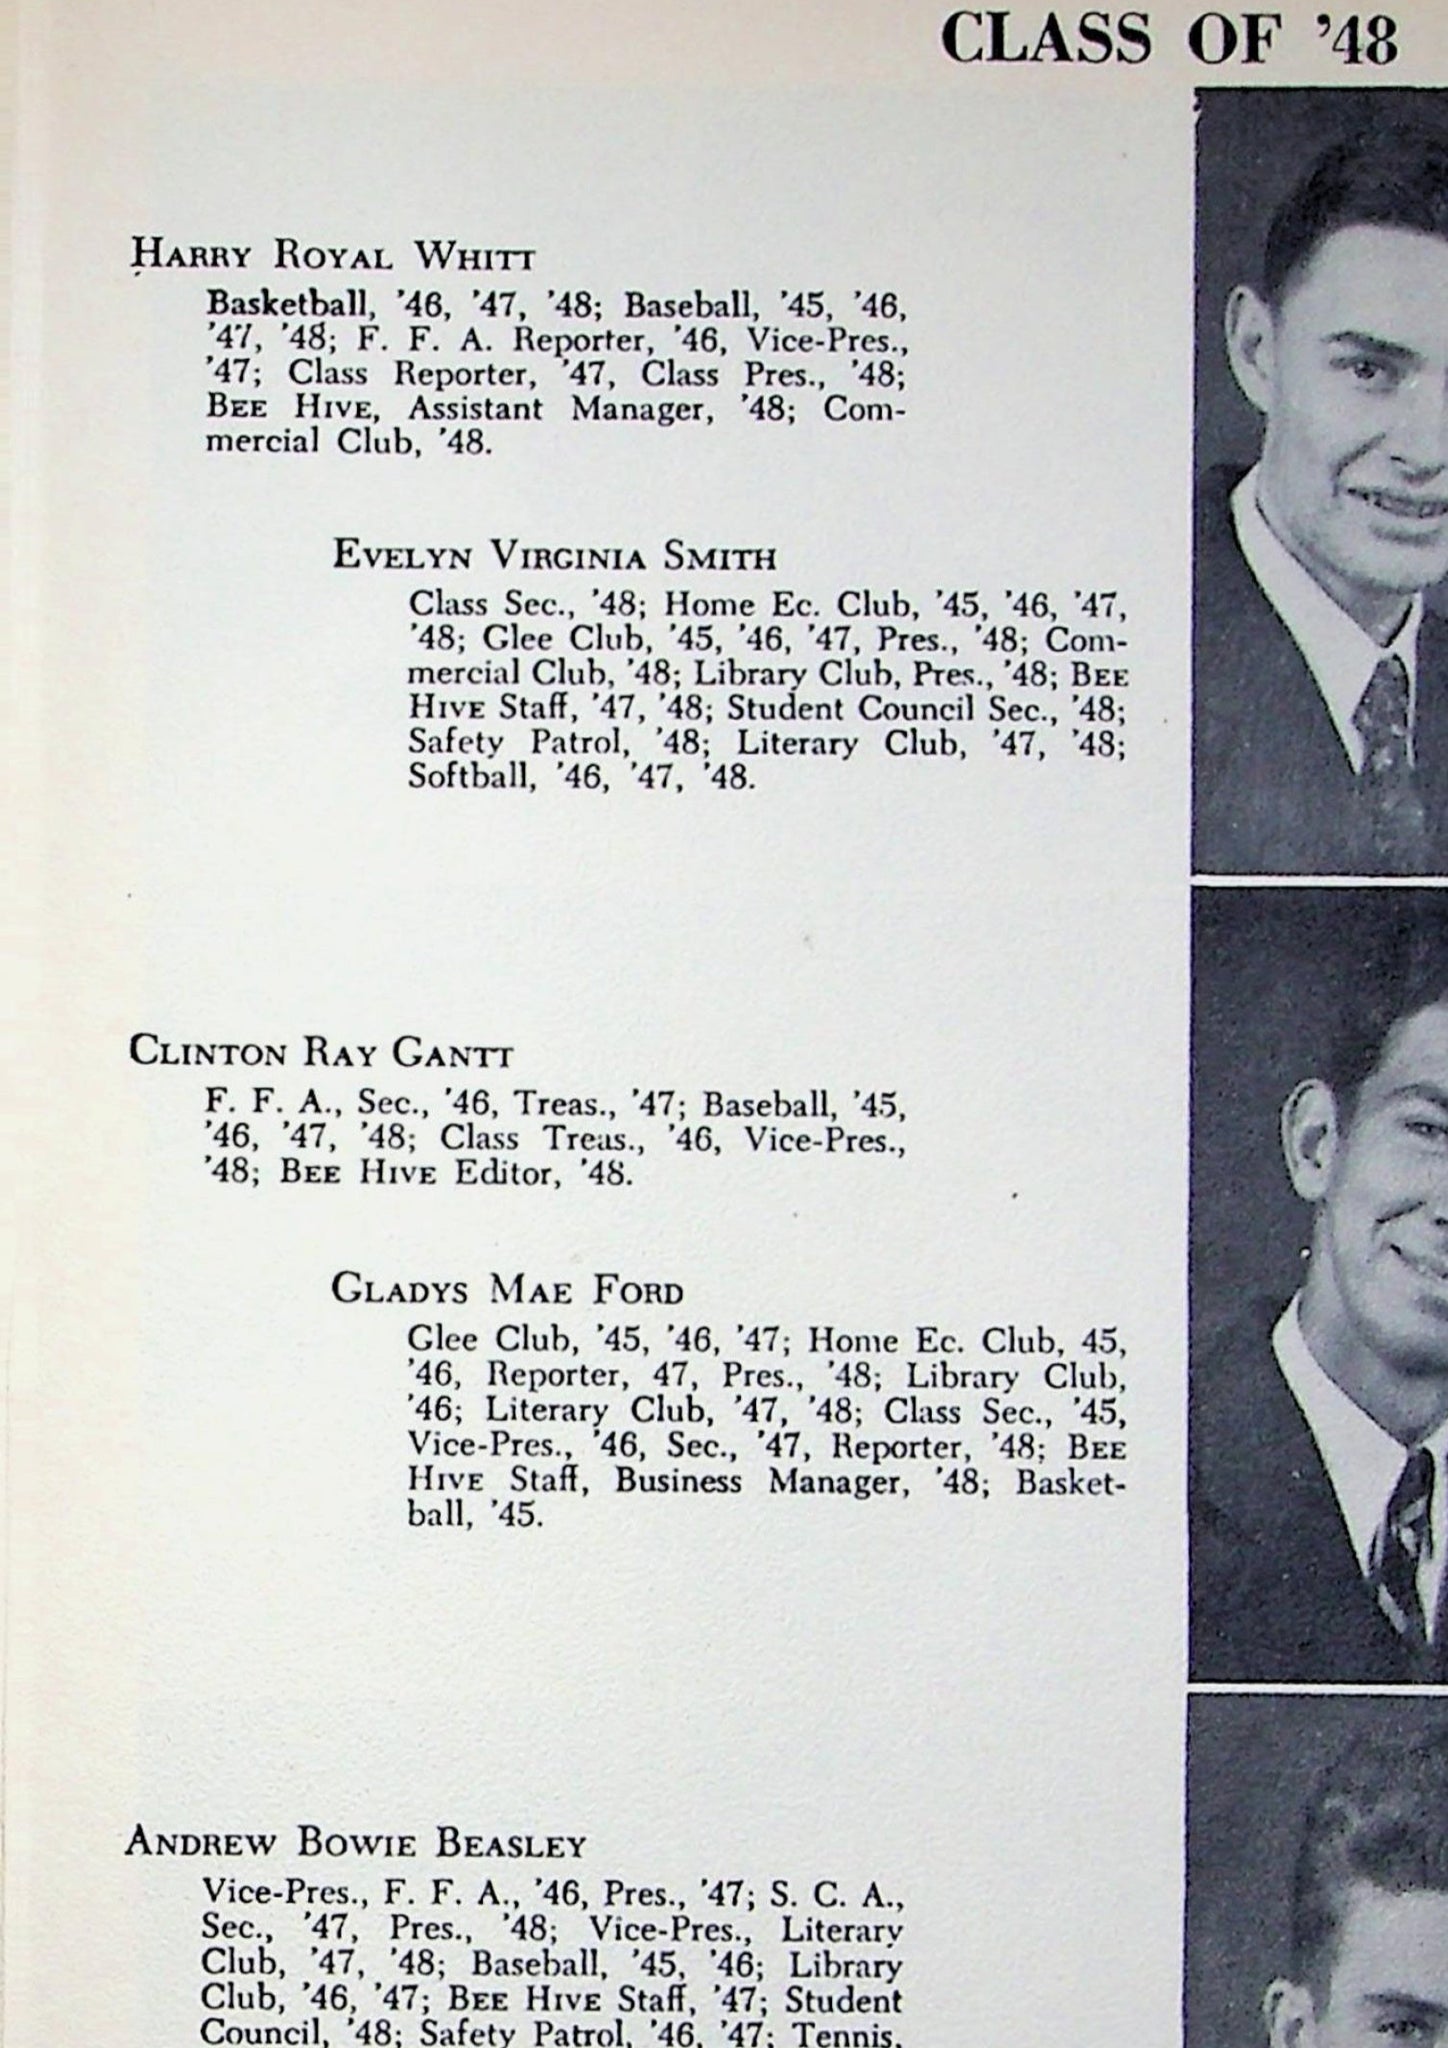 CLASS OF ’48
HARRY ROYAL WHITT
Basketball, ’46, ’47, ’48; Baseball, ’45, ’46,
’47, ’48; F. F. A. Reporter, ’46, Vice-Pres.,
’47; Class Reporter, ’47, Class Pres., ’48;
BEE HIVE, Assistant Manager, ’48; Com-
mercial Club, ’48.
EVELYN VIRGINIA SMITH
Class Sec., ’48; Home Ec. Club, ’45, ’46, ’47,
’48; Glee Club, ’45, ’46, ’47, Pres., ’48; Com-
mercial Club, ’48; Library Club, Pres., ’48; BEE
HIVE Staff, ’47, ’48; Student Council Sec., ’48;
Safety Patrol, ’48; Literary Club, ’47, ’48;
Softball, ’46, ’47, ’48.
CLINTON RAY GANTT
F. F. A., Sec., ’46, Treas., ’47; Baseball, ’45,
’46, ’47, ’48; Class Treas., ’46, Vice-Pres.,
’48; BEE HIVE Editor, ’48.
GLADYS MAE FORD
Glee Club, ’45, ’46, ’47; Home Ec. Club, 45,
’46, Reporter, 47, Pres., ’48; Library Club,
’46; Literary Club, ’47, ’48; Class Sec., ’45,
Vice-Pres., ’46, Sec., ’47, Reporter, ’48; BEE
HIVE Staff, Business Manager, ’48; Basket-
ball, ’45.
ANDREW BOWIE BEASLEY
Vice-Pres., F. F. A., ’46, Pres., ’47; S. C. A.,
Sec., ’47, Pres., ’48; Vice-Pres., Literary
Club, ’47, ’48; Baseball, ’45, ’46; Library
Club, ’46, ’47; BEE HIVE Staff, ’47; Student
Council, ’48; Safety Patrol, ’46, ’47; Tennis,